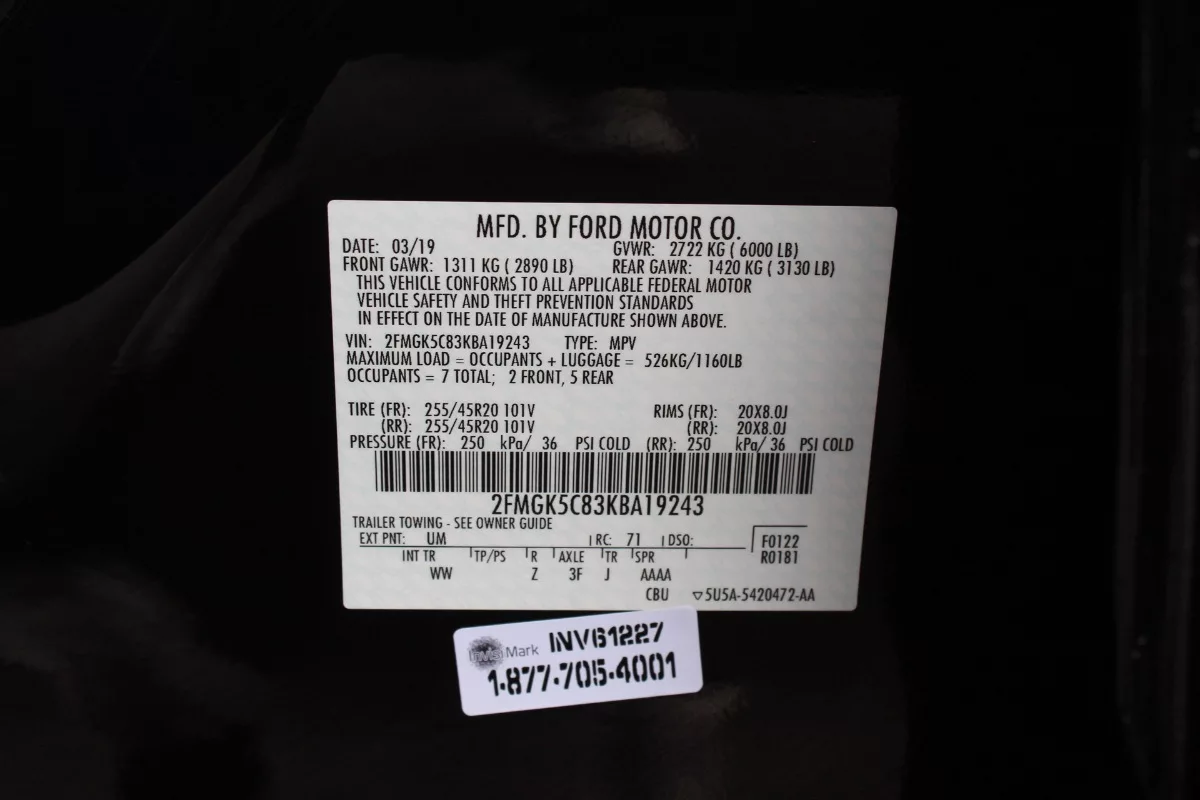 MFD. BY FORD MOTOR CO.
DATE: 03/19 GVWR: 2722 KG ( 6000 LB)
FRONT GAWR: 1311 KG ( 2890 LB) REAR GAWR: 1420 KG ( 3130 LB)
THIS VEHICLE CONFORMS TO ALL APPLICABLE FEDERAL MOTOR
VEHICLE SAFETY AND THEFT PREVENTION STANDARDS
IN EFFECT ON THE DATE OF MANUFACTURE SHOWN ABOVE.
VIN: 2FMGK5C83KBA19243 TYPE: MPV
MAXIMUM LOAD = OCCUPANTS + LUGGAGE = 526KG/1160LB
OCCUPANTS = 7 TOTAL; 2 FRONT, 5 REAR
TIRE (FR): 255/45R20 101V RIMS (FR): 20X8.0J
(RR): 255/45R20 101V (RR): 20X8.0J
PRESSURE (FR): 250 kPa/ 36 PSI COLD (RR): 250 kPa/ 36 PSI COLD
2FMGK5C83KBA19243
TRAILER TOWING - SEE OWNER GUIDE
EXT PNT: UM RC: 71 DSO: F0122
INT TR TP/PS R AXLE TR SPR R0181
WW Z 3F J AAAA
CBU ▽5U5A-5420472-AA
Mark INV61227
1-877-705-4001